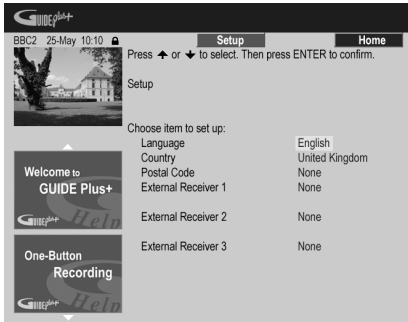 GUIDE Plus+
BBC2 25-May 10:10 Setup Home
Press ↑ or ↓ to select. Then press ENTER to confirm.
Setup
Choose item to set up:
Language English
Country United Kingdom
Postal Code None
External Receiver 1 None
External Receiver 2 None
External Receiver 3 None
Welcome to
GUIDE Plus+
GUIDE Plus+ Help
One-Button
Recording
GUIDE Plus+ Help